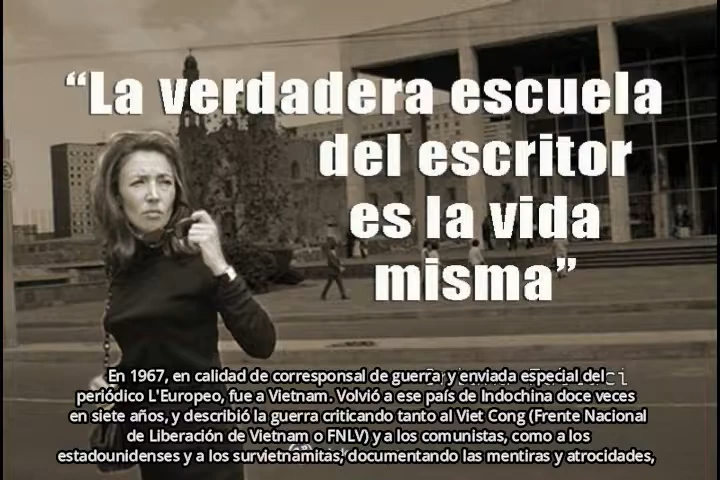 “La verdadera escuela
del escritor
es la vida
misma”
En 1967, en calidad de corresponsal de guerra y enviada especial del
periódico L'Europeo, fue a Vietnam. Volvió a ese país de Indochina doce veces
en siete años, y describió la guerra criticando tanto al Viet Cong (Frente Nacional
de Liberación de Vietnam o FNLV) y a los comunistas, como a los
estadounidenses y a los survietnamitas, documentando las mentiras y atrocidades,